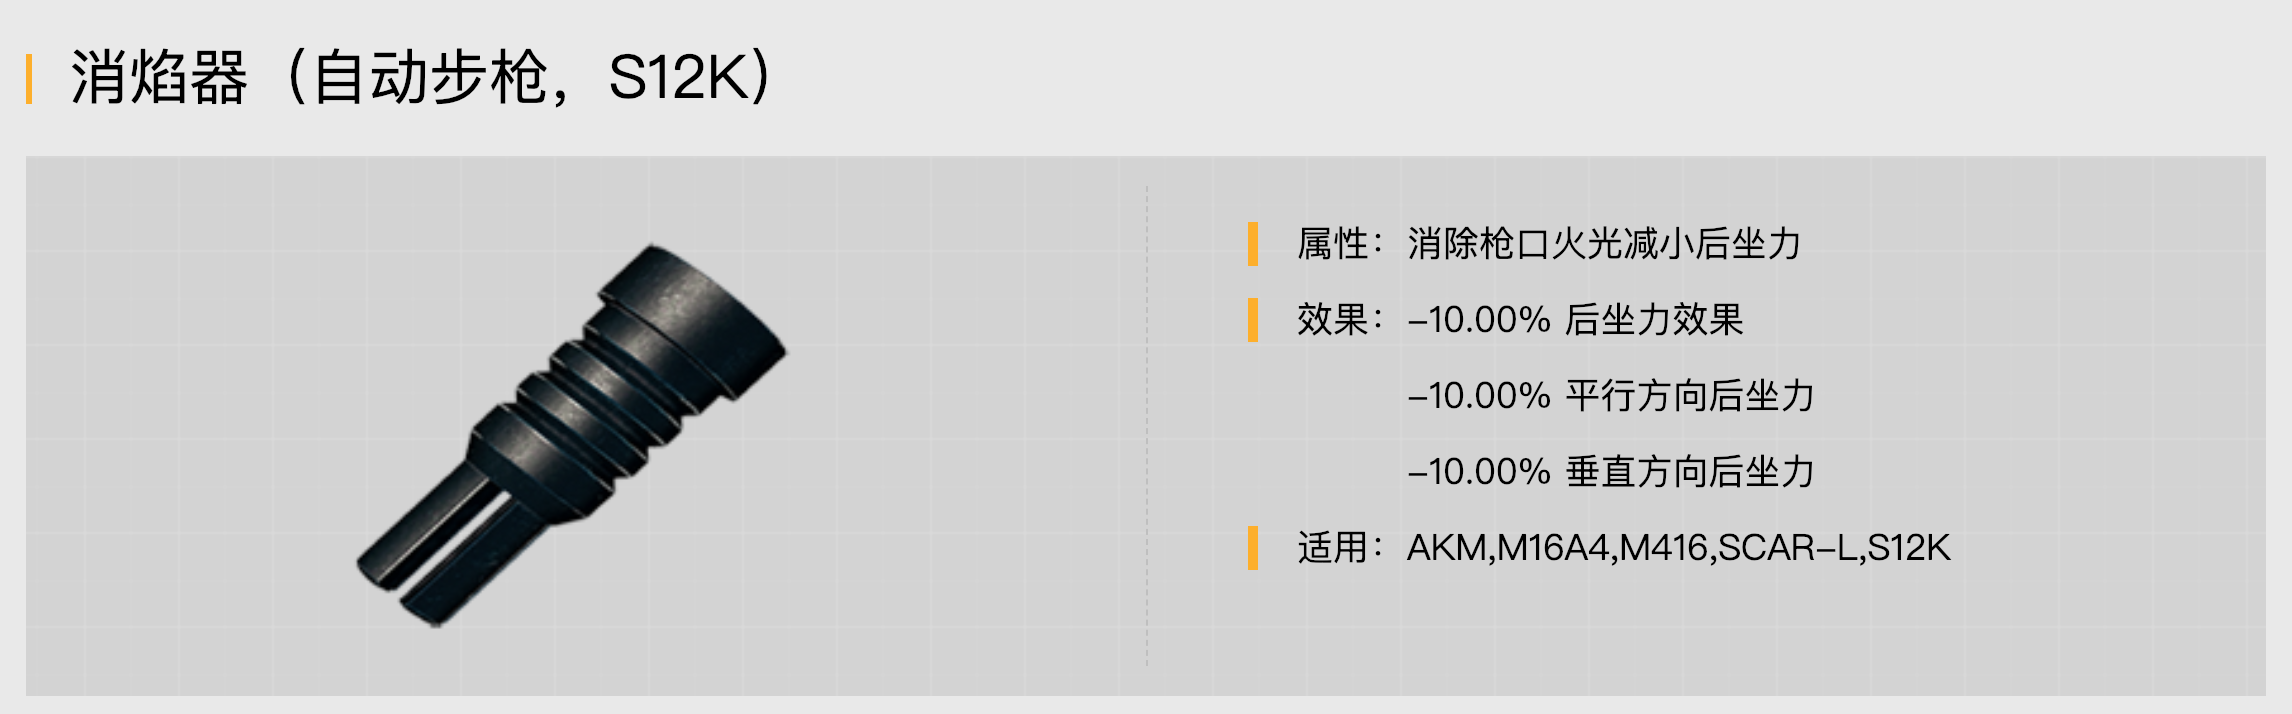 消焰器（自动步枪，S12K）
属性：消除枪口火光减小后坐力
效果：-10.00% 后坐力效果
-10.00% 平行方向后坐力
-10.00% 垂直方向后坐力
适用：AKM,M16A4,M416,SCAR-L,S12K